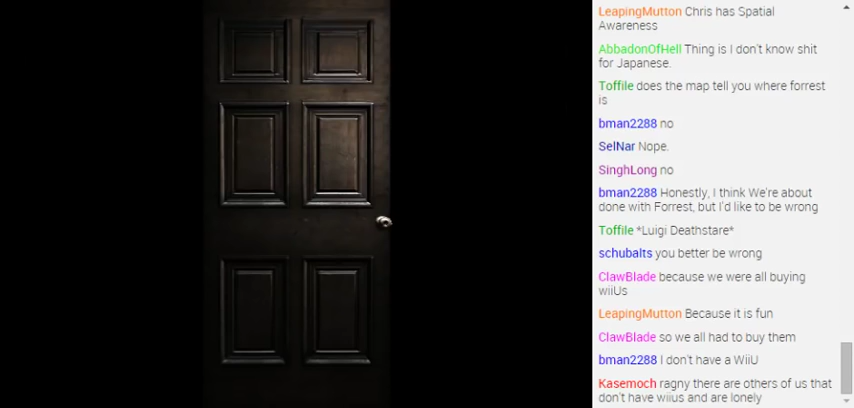 LeapingMutton Chris has Spatial
Awareness
AbbadonOfHell Thing is I don't know shit
for Japanese.
Toffile does the map tell you where forrest
is
bman2288 no
SelNar Nope.
SinghLong no
bman2288 Honestly, I think We're about
done with Forrest, but I'd like to be wrong
Toffile *Luigi Deathstare*
schubalts you better be wrong
ClawBlade because we were all buying
wiiUs
LeapingMutton Because it is fun
ClawBlade so we all had to buy them
bman2288 I don't have a WiiU
Kasemoch ragny there are others of us that
don't have wiius and are lonely